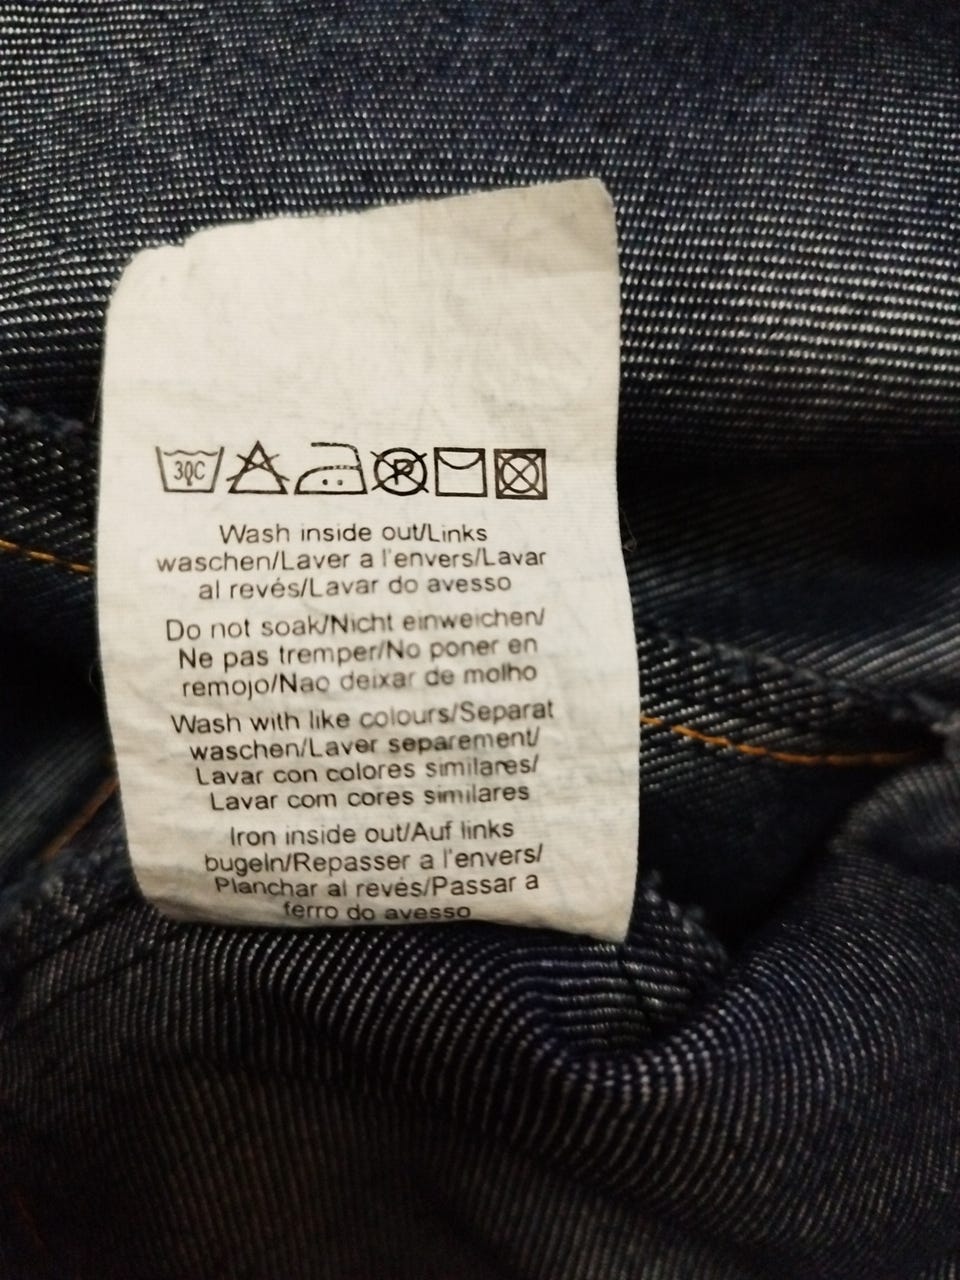 30C
P
Wash inside out/Links
waschen/Laver a l'envers/Lavar
al revés/Lavar do avesso
Do not soak/Nicht einweichen/
Ne pas tremper/No poner en
remojo/Nao deixar de molho
Wash with like colours/Separat
waschen/Laver separement/
Lavar con colores similares/
Lavar com cores similares
Iron inside out/Auf links
bugeln/Repasser a l'envers/
Planchar al revés/Passar a
ferro do avesso